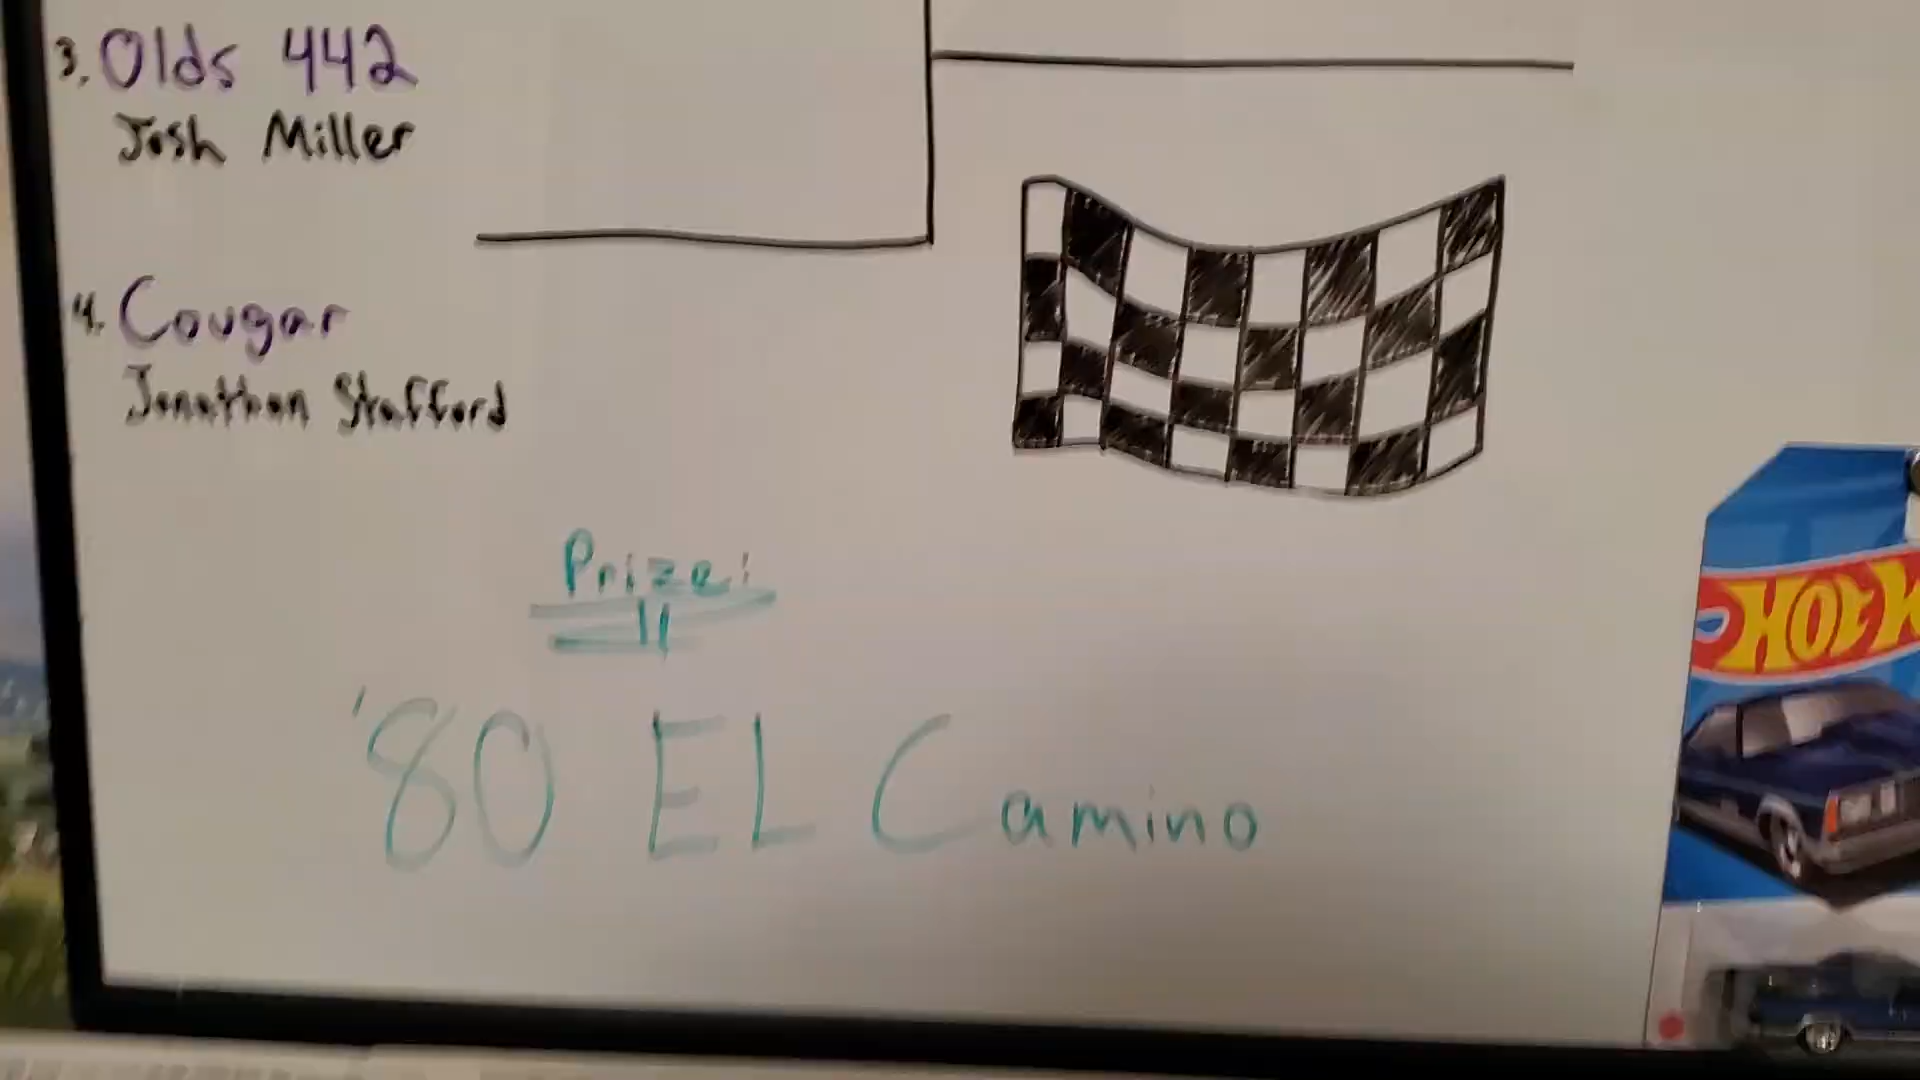 3. Olds 442
Josh Miller
4. Cougar
Jonathan Stafford
Prize:
'80 EL Camino
HOT W